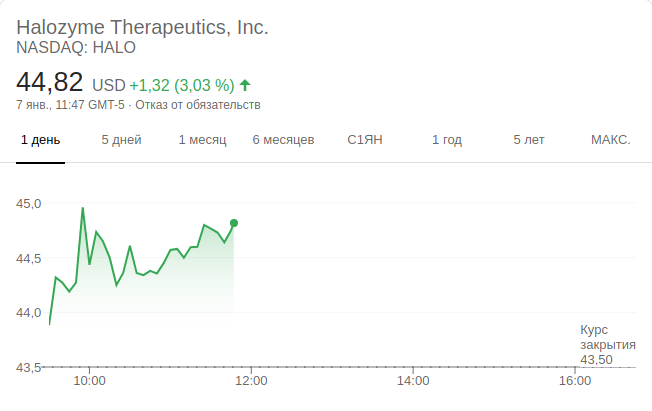 Halozyme Therapeutics, Inc.
NASDAQ: HALO
44,82 USD +1,32 (3,03 %)
7 янв., 11:47 GMT-5 · Отказ от обязательств
1 день 5 дней 1 месяц 6 месяцев С1ЯН 1 год 5 лет МАКС.
45,0
44,5
44,0
Курс
закрытия
43,50
43,5
10:00 12:00 14:00 16:00